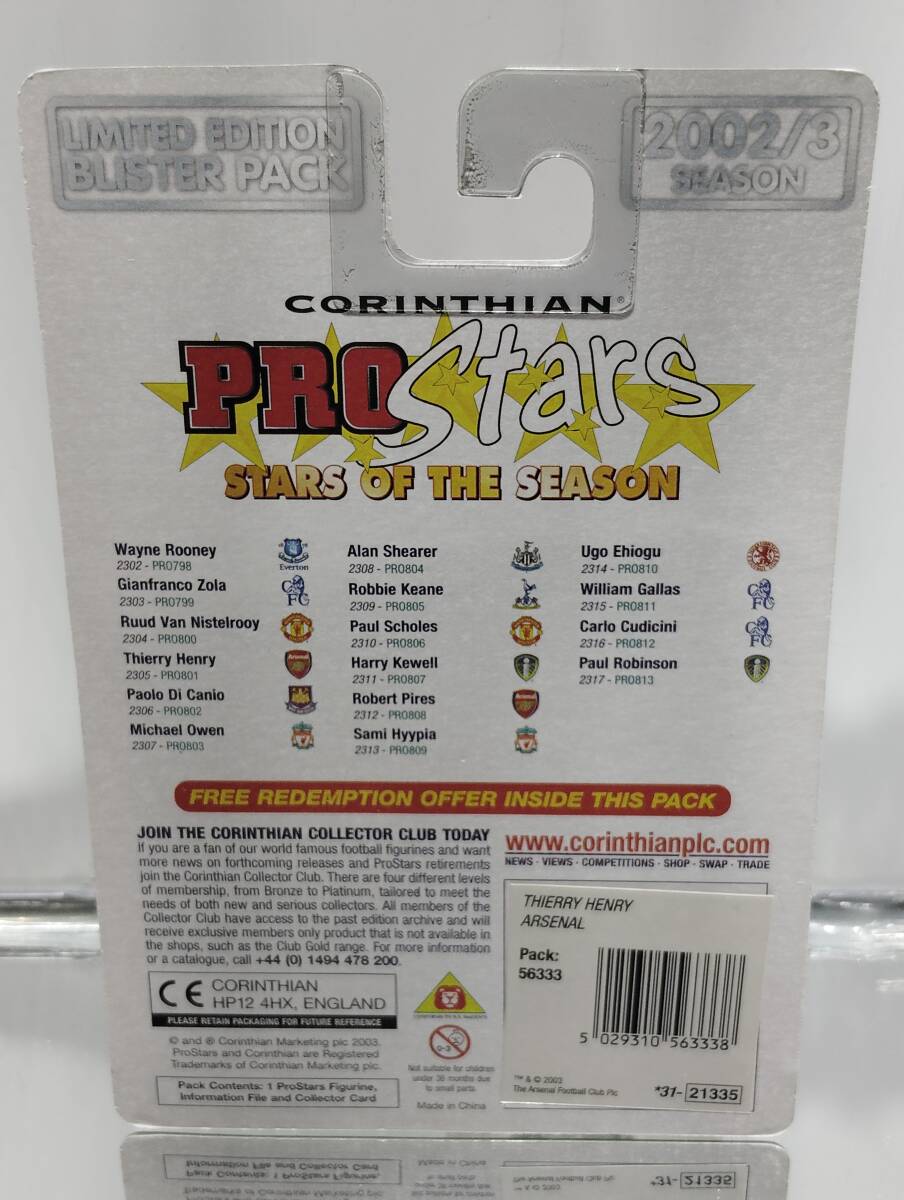 LIMITED EDITION
BLISTER PACK
2002/3
SEASON
CORINTHIAN®
PROStars
STARS OF THE SEASON
Wayne Rooney
2302 - PRO798
Everton
Gianfranco Zola
2303 - PRO799
Ruud Van Nistelrooy
2304 - PRO800
Thierry Henry
2305 - PRO801
Arsenal
Paolo Di Canio
2306 - PRO802
Michael Owen
2307 - PRO803
Alan Shearer
2308 - PRO804
Robbie Keane
2309 - PRO805
Paul Scholes
2310 - PRO806
Harry Kewell
2311 - PRO807
Robert Pires
2312 - PRO808
Arsenal
Sami Hyypia
2313 - PRO809
Ugo Ehiogu
2314 - PRO810
William Gallas
2315 - PRO811
Carlo Cudicini
2316 - PRO812
Paul Robinson
2317 - PRO813
FREE REDEMPTION OFFER INSIDE THIS PACK
JOIN THE CORINTHIAN COLLECTOR CLUB TODAY
If you are a fan of our world famous football figurines and want
more news on forthcoming releases and ProStars retirements
join the Corinthian Collector Club. There are four different levels
of membership, from Bronze to Platinum, tailored to meet the
needs of both new and serious collectors. All members of the
Collector Club have access to the past edition archive and will
receive exclusive members only product that is not available in
the shops, such as the Club Gold range. For more information
or a catalogue, call +44 (0) 1494 478 200.
www.corinthianplc.com
NEWS - VIEWS - COMPETITIONS - SHOP - SWAP - TRADE
CE CORINTHIAN
HP12 4HX, ENGLAND
PLEASE RETAIN PACKAGING FOR FUTURE REFERENCE
© and ® Corinthian Marketing plc 2003.
ProStars and Corinthian are Registered
Trademarks of Corinthian Marketing plc.
Pack Contents: 1 ProStars Figurine,
Information File and Collector Card
0-3
Not suitable for children
under 36 months due
to small parts
Made in China
THIERRY HENRY
ARSENAL
Pack:
56333
5 029310 563338
™ & © 2003
The Arsenal Football Club Plc
*31- 21335